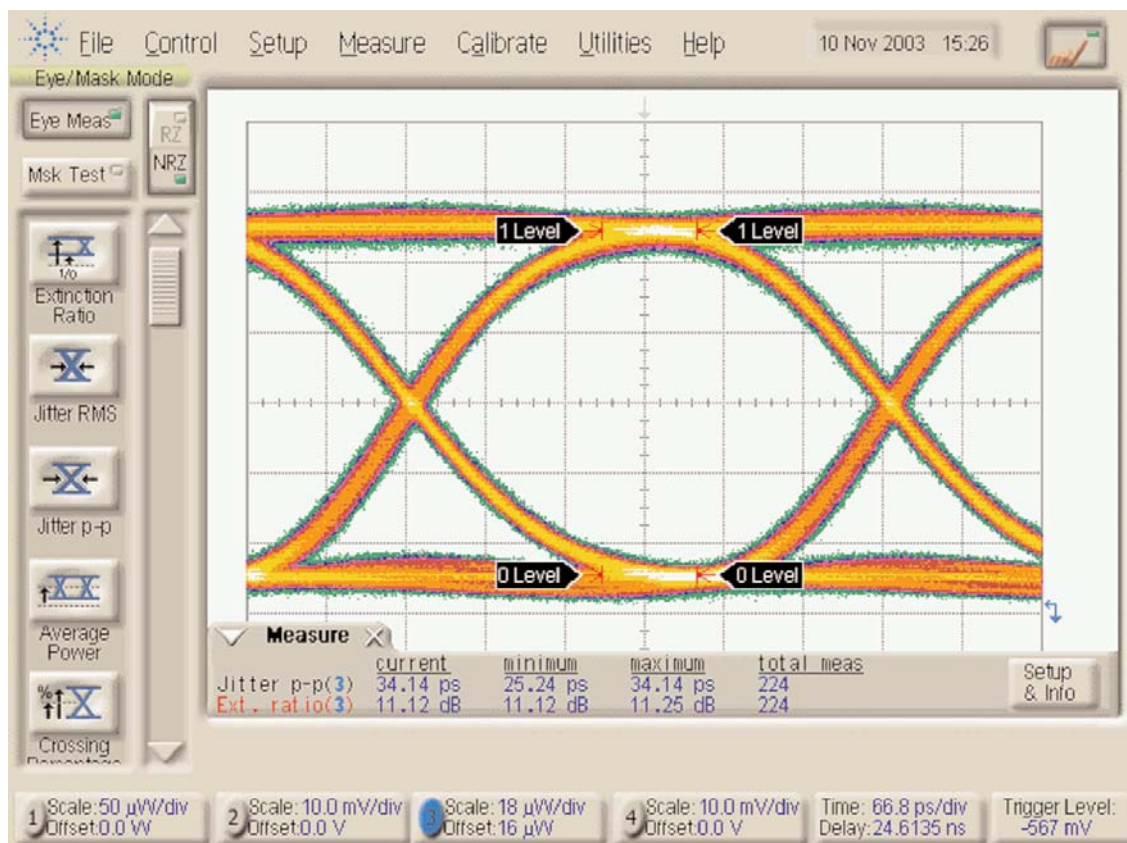 File Control Setup Measure Calibrate Utilities Help 10 Nov 2003 15:26
Eye/Mask Mode
Eye Meas
RZ
NRZ
Msk Test
1/0
Extinction
Ratio
Jitter RMS
Jitter p-p
Average
Power
%
Crossing
1 Level 1 Level
0 Level 0 Level
Measure
current minimum maximum total meas
Jitter p-p(3) 34.14 ps 25.24 ps 34.14 ps 224
Ext. ratio(3) 11.12 dB 11.12 dB 11.25 dB 224
Setup
& Info
1 Scale:50 µW/div
Offset:0.0 W
2 Scale:10.0 mV/div
Offset:0.0 V
3 Scale:18 µW/div
Offset:16 µW
4 Scale:10.0 mV/div
Offset:0.0 V
Time: 66.8 ps/div
Delay:24.6135 ns
Trigger Level:
-567 mV